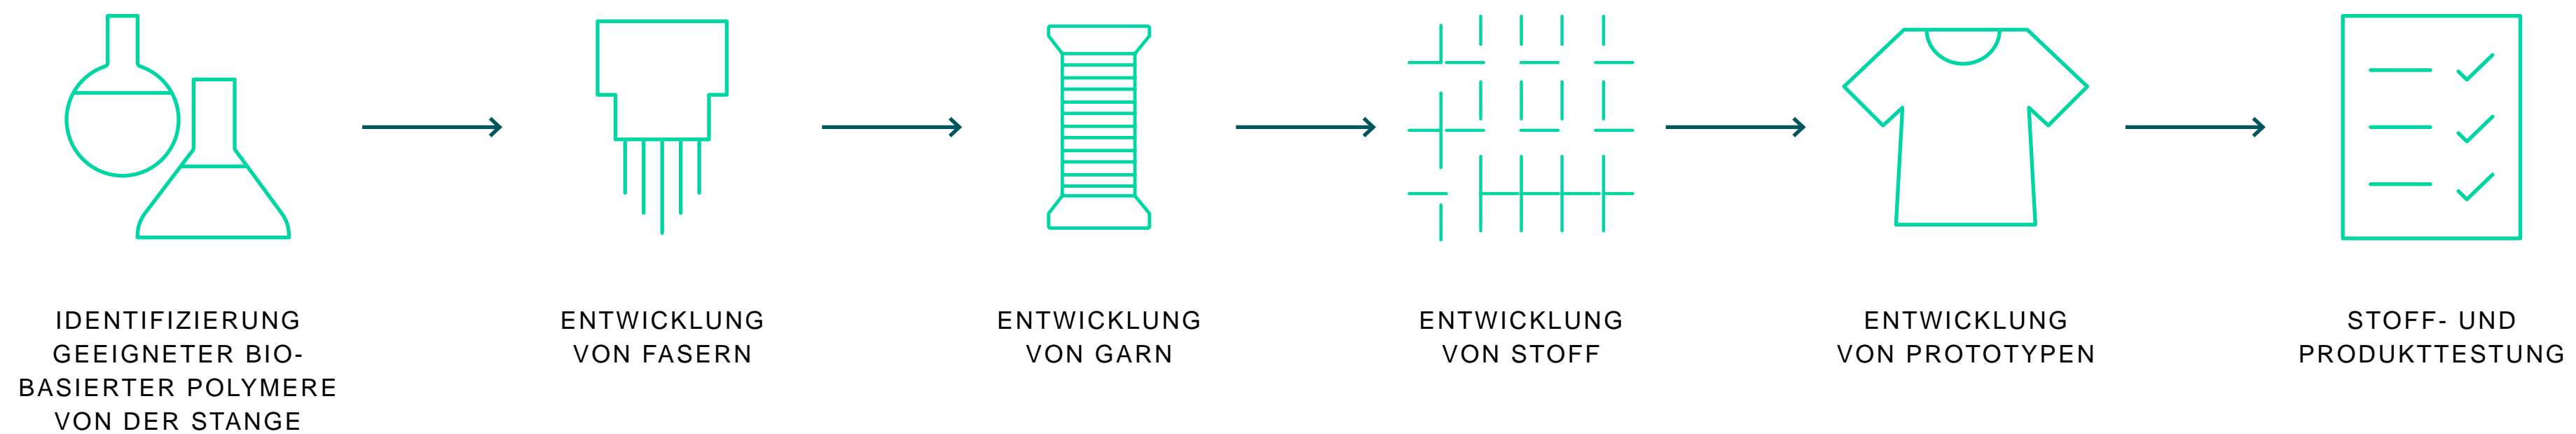 IDENTIFIZIERUNG
GEEIGNETER BIO-
BASIERTER POLYMERE
VON DER STANGE
ENTWICKLUNG
VON FASERN
ENTWICKLUNG
VON GARN
ENTWICKLUNG
VON STOFF
ENTWICKLUNG
VON PROTOTYPEN
STOFF- UND
PRODUKTTESTUNG